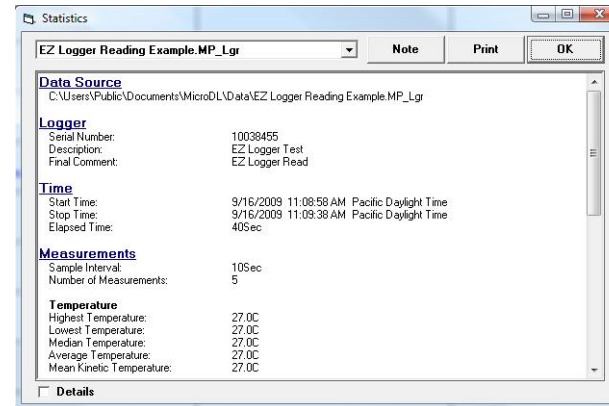 Statistics
EZ Logger Reading Example.MP_Lgr
Note
Print
OK
Data Source
C:\Users\Public\Documents\MicroDL\Data\EZ Logger Reading Example.MP_Lgr
Logger
Serial Number: 10038455
Description: EZ Logger Test
Final Comment: EZ Logger Read
Time
Start Time: 9/16/2009 11:08:58 AM Pacific Daylight Time
Stop Time: 9/16/2009 11:09:38 AM Pacific Daylight Time
Elapsed Time: 40Sec
Measurements
Sample Interval: 10Sec
Number of Measurements: 5
Temperature
Highest Temperature: 27.0C
Lowest Temperature: 27.0C
Median Temperature: 27.0C
Average Temperature: 27.0C
Mean Kinetic Temperature: 27.0C
Details